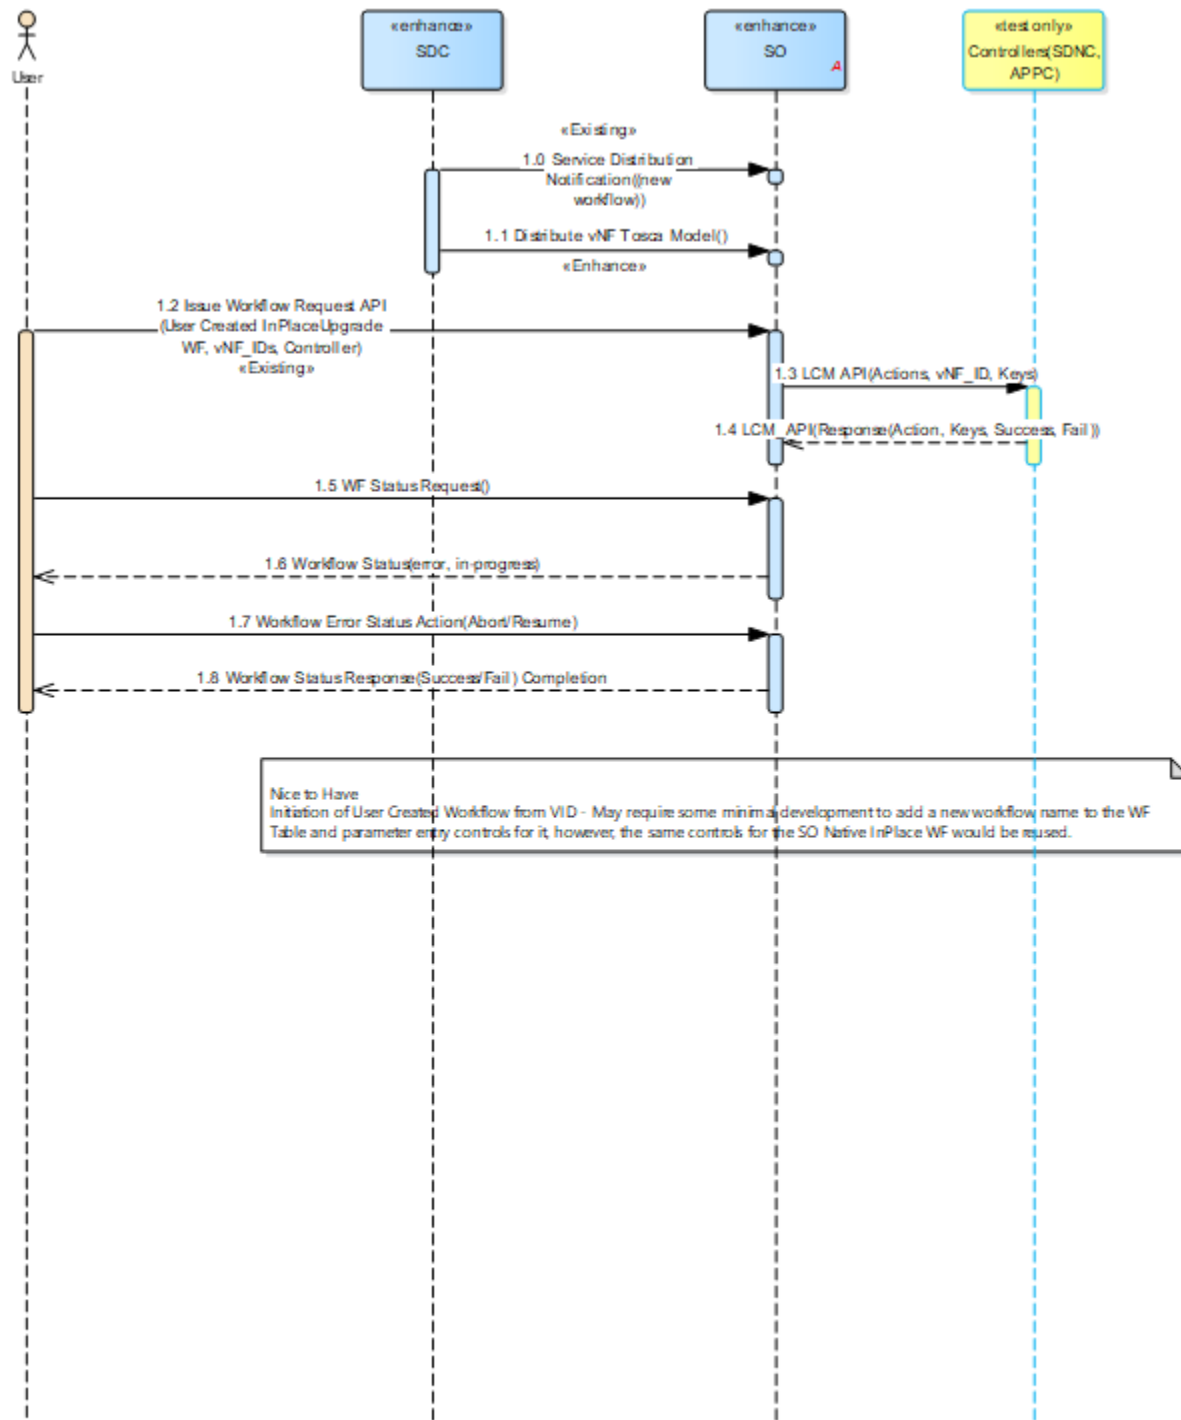 User
«enhance»
SDC
«enhance»
SO
A
«test only»
Controllers(SDNC,
APPC)
«Existing»
1.0 Service Distribution
Notification((new
workflow))
1.1 Distribute vNF Tosca Model()
«Enhance»
1.2 Issue Workflow Request API
(User Created InPlaceUpgrade
WF, vNF_IDs, Controller)
«Existing»
1.3 LCM API(Actions, vNF_ID, Keys)
1.4 LCM_API(Response(Action, Keys, Success, Fail))
1.5 WF Status Request()
1.6 Workflow Status(error, in-progress)
1.7 Workflow Error Status Action(Abort/Resume)
1.8 Workflow Status Response(Success/Fail) Completion
Nice to Have
Initiation of User Created Workflow from VID - May require some minimal development to add a new workflow name to the WF
Table and parameter entry controls for it, however, the same controls for the SO Native InPlace WF would be reused.